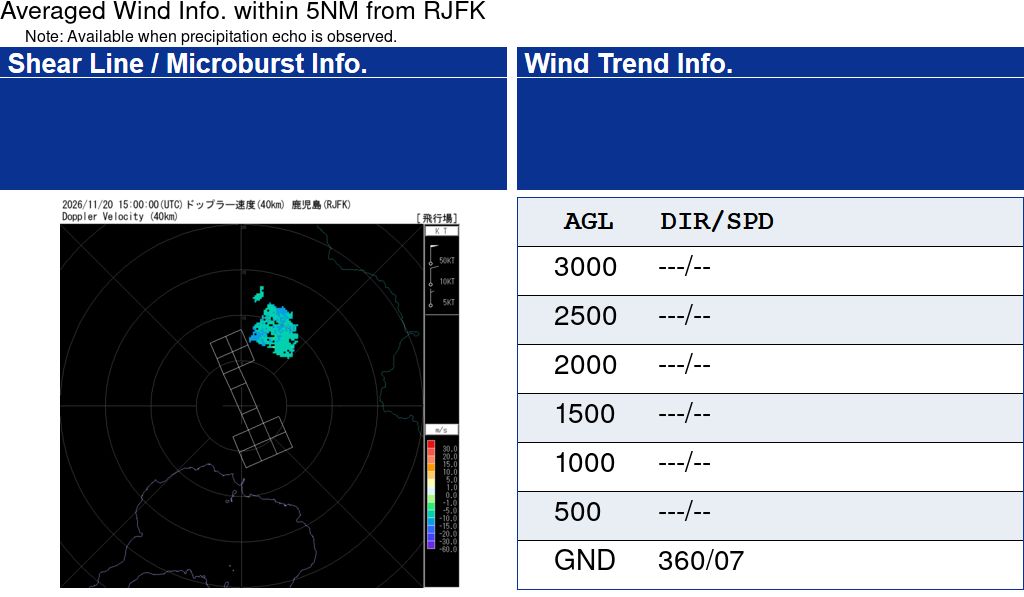 Averaged Wind Info. within 5NM from RJFK
Note: Available when precipitation echo is observed.
Shear Line / Microburst Info.
Wind Trend Info.
2026/11/20 15:00:00(UTC) ドップラー速度(40km) 鹿児島(RJFK)
Doppler Velocity (40km)
[飛行場]
K T
50KT
10KT
5KT
m/s
30.0
20.0
15.0
10.0
5.0
1.0
0.0
-1.0
-5.0
-10.0
-15.0
-20.0
-30.0
-60.0
AGL DIR/SPD
3000 ---/--
2500 ---/--
2000 ---/--
1500 ---/--
1000 ---/--
500 ---/--
GND 360/07